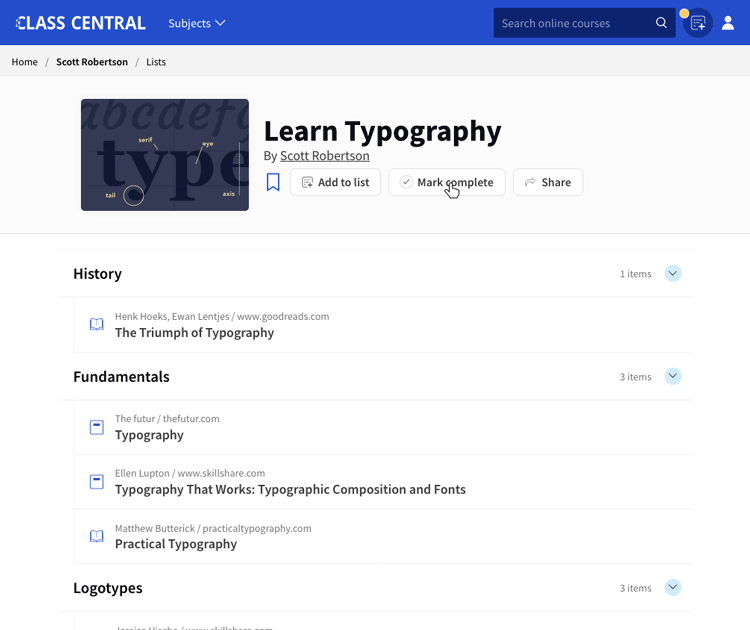 CLASS CENTRAL
Subjects
Search online courses
Home / Scott Robertson / Lists
abcdefg
type
serif
eye
tail
axis
Learn Typography
By Scott Robertson
Add to list
Mark complete
Share
History
1 items
Henk Hoeks, Ewan Lentjes / www.goodreads.com
The Triumph of Typography
Fundamentals
3 items
The futur / thefutur.com
Typography
Ellen Lupton / www.skillshare.com
Typography That Works: Typographic Composition and Fonts
Matthew Butterick / practicaltypography.com
Practical Typography
Logotypes
3 items